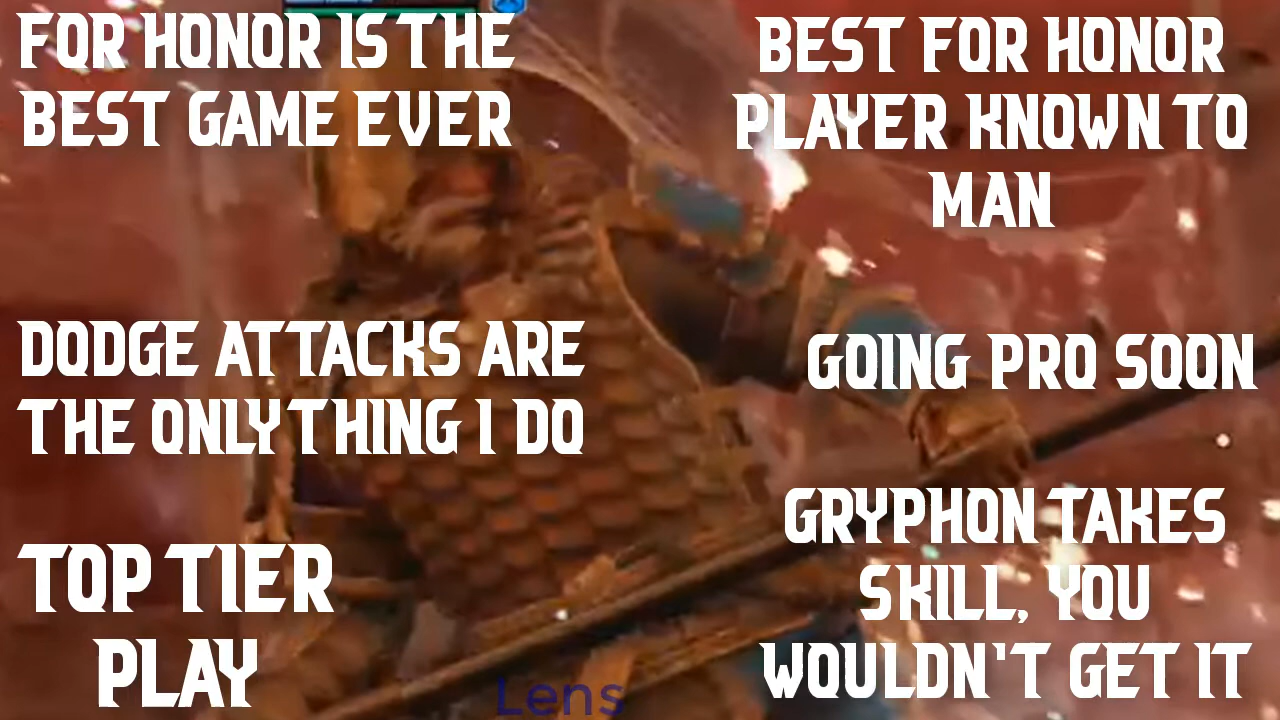 FOR HONOR IS THE
BEST GAME EVER
BEST FOR HONOR
PLAYER KNOWN TO
MAN
DODGE ATTACKS ARE
THE ONLY THING I DO
GOING PRO SOON
TOP TIER
PLAY
GRYPHON TAKES
SKILL, YOU
WOULDN'T GET IT
Lens